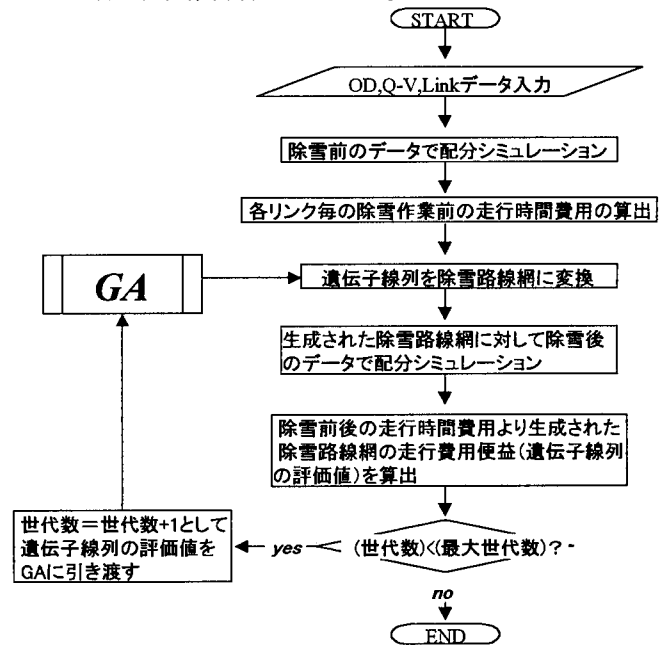 START
OD,Q-V,Linkデータ入力
除雪前のデータで配分シミュレーション
各リンク毎の除雪作業前の走行時間費用の算出
GA
遺伝子線列を除雪路線網に変換
生成された除雪路線網に対して除雪後
のデータで配分シミュレーション
除雪前後の走行時間費用より生成された
除雪路線網の走行費用便益(遺伝子線列
の評価値)を算出
世代数=世代数+1として
遺伝子線列の評価値を
GAに引き渡す
yes
(世代数)<(最大世代数)?
no
END